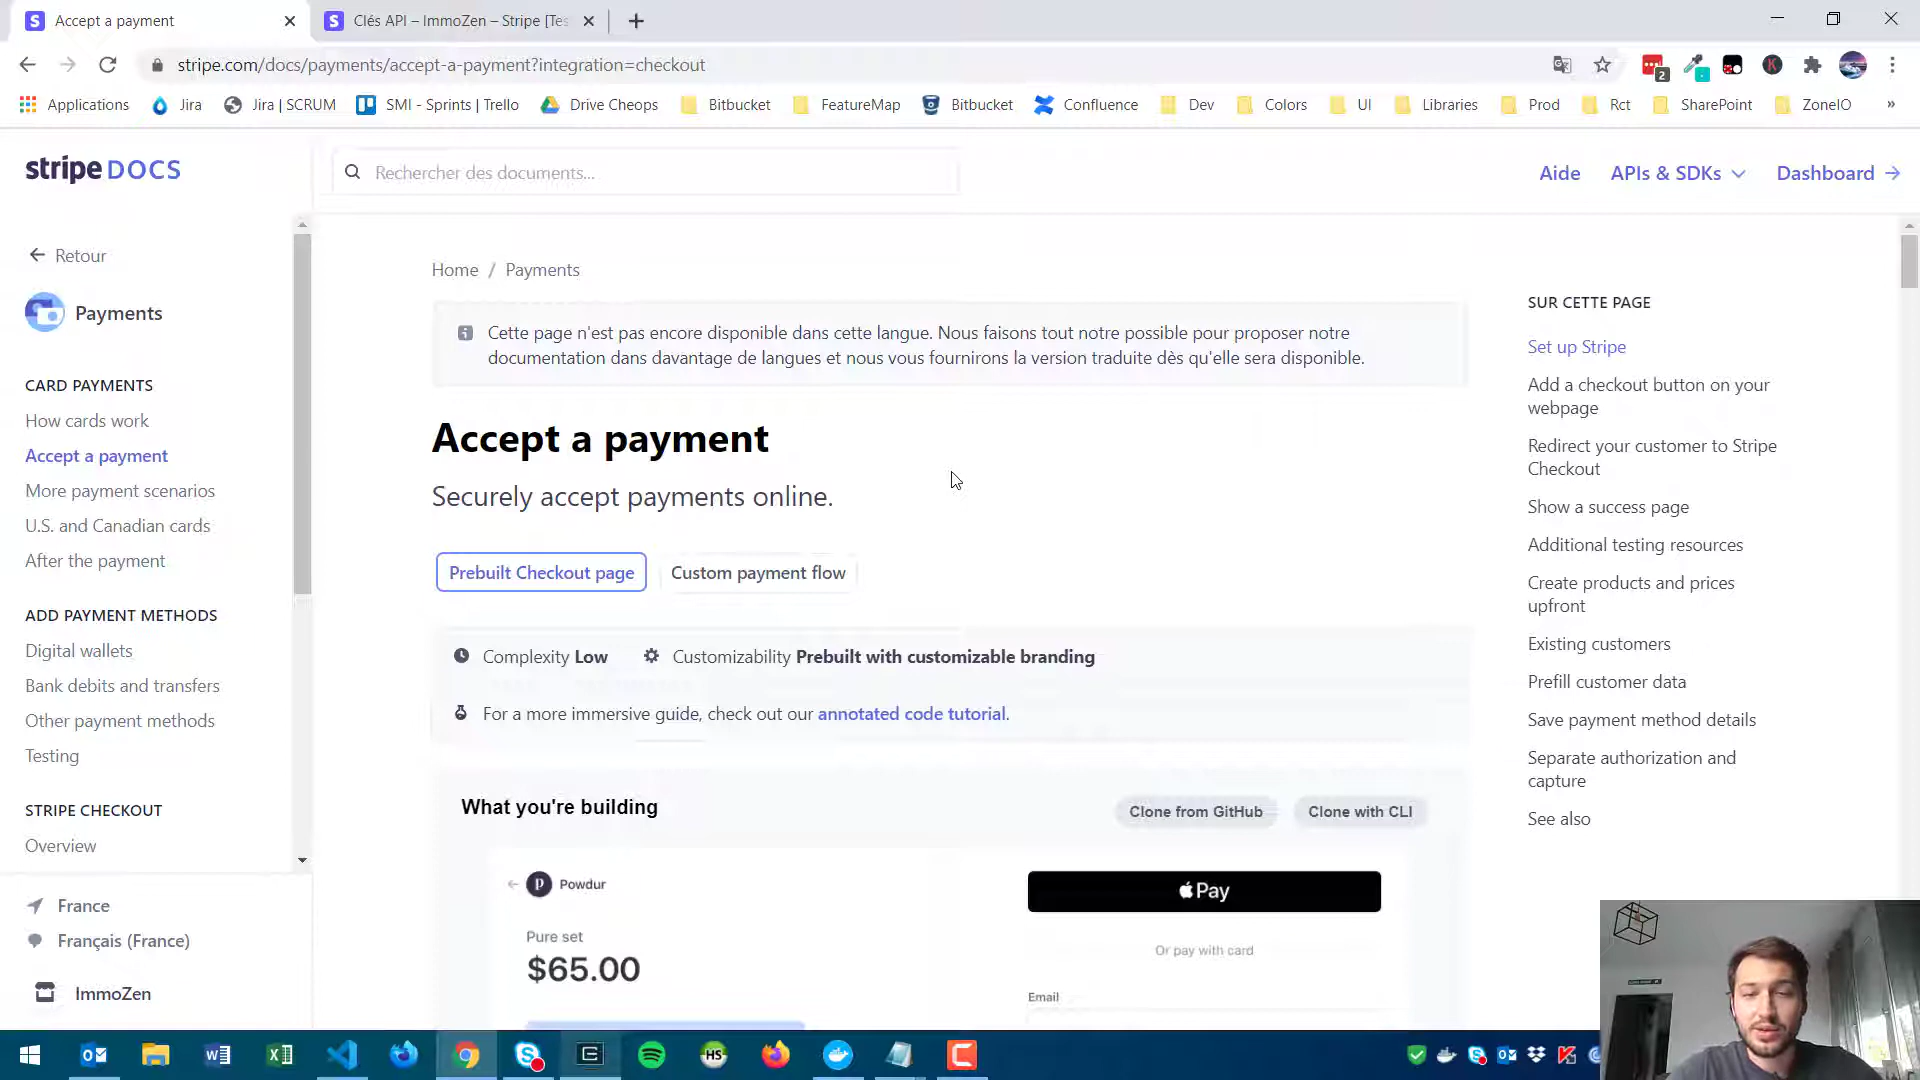 Accept a payment
Clés API – ImmoZen – Stripe [Tes
stripe.com/docs/payments/accept-a-payment?integration=checkout
2
K
Applications
Jira
Jira | SCRUM
SMI - Sprints | Trello
Drive Cheops
Bitbucket
FeatureMap
Bitbucket
Confluence
Dev
Colors
UI
Libraries
Prod
Rct
SharePoint
ZoneIO
»
stripe DOCS
Rechercher des documents...
Aide
APIs & SDKs
Dashboard
Retour
Payments
CARD PAYMENTS
How cards work
Accept a payment
More payment scenarios
U.S. and Canadian cards
After the payment
ADD PAYMENT METHODS
Digital wallets
Bank debits and transfers
Other payment methods
Testing
STRIPE CHECKOUT
Overview
France
Français (France)
ImmoZen
Home / Payments
Cette page n'est pas encore disponible dans cette langue. Nous faisons tout notre possible pour proposer notre
documentation dans davantage de langues et nous vous fournirons la version traduite dès qu'elle sera disponible.
Accept a payment
Securely accept payments online.
Prebuilt Checkout page
Custom payment flow
Complexity Low
Customizability Prebuilt with customizable branding
For a more immersive guide, check out our annotated code tutorial.
What you're building
Clone from GitHub
Clone with CLI
Powdur
Pure set
$65.00
Pay
Or pay with card
Email
SUR CETTE PAGE
Set up Stripe
Add a checkout button on your
webpage
Redirect your customer to Stripe
Checkout
Show a success page
Additional testing resources
Create products and prices
upfront
Existing customers
Prefill customer data
Save payment method details
Separate authorization and
capture
See also